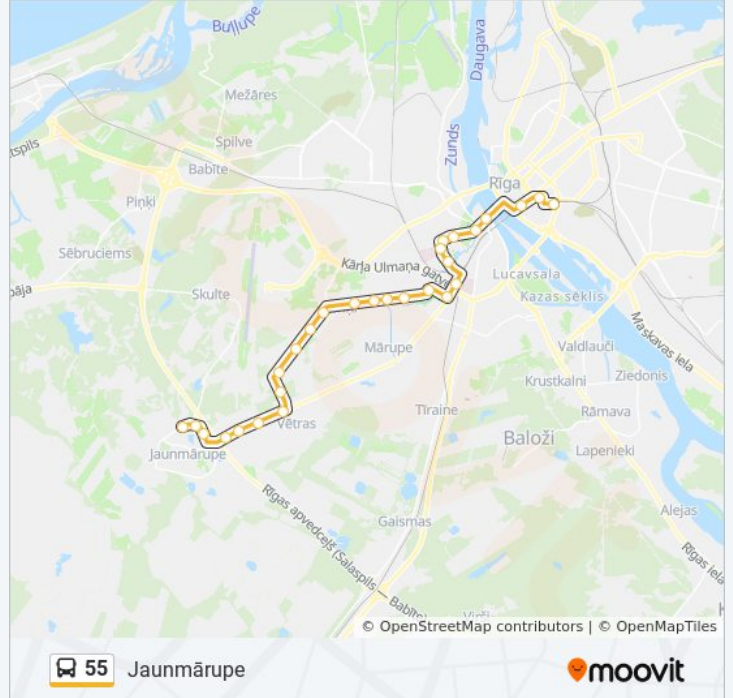 Buļļupe
Daugava
Mežāres
Zunds
Spilve
tspils
Babīte
Rīga
Piņķi
Sēbruciems
Kārļa Ulmaņa gatve
Lucavsala
Skulte
pāja
Kazas sēklis
Maskavas iela
Mārupe
Valdlauči
Krustkalni
Ziedonis
Tīraine
Rāmava
Vētras
Baloži
Jaunmārupe
Lapenieki
Rīgas apvedceļš (Salaspils — Babīte)
Alejas
Gaismas
Rīgas iela
© OpenStreetMap contributors | © OpenMapTiles
55 Jaunmārupe
moovit